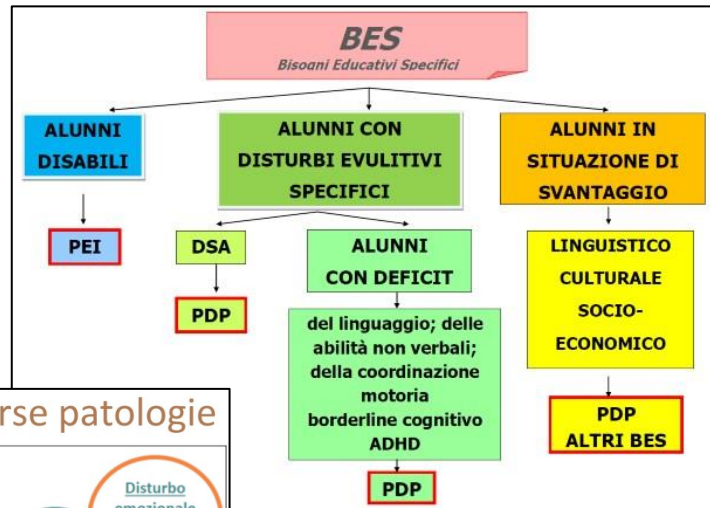 BES
Bisogni Educativi Specifici
ALUNNI
DISABILI
ALUNNI CON
DISTURBI EVULITIVI
SPECIFICI
ALUNNI IN
SITUAZIONE DI
SVANTAGGIO
PEI
DSA
PDP
ALUNNI
CON DEFICIT
del linguaggio; delle
abilità non verbali;
della coordinazione
motoria
borderline cognitivo
ADHD
PDP
LINGUISTICO
CULTURALE
SOCIO-
ECONOMICO
PDP
ALTRI BES
rse patologie
Disturbo
emozionale